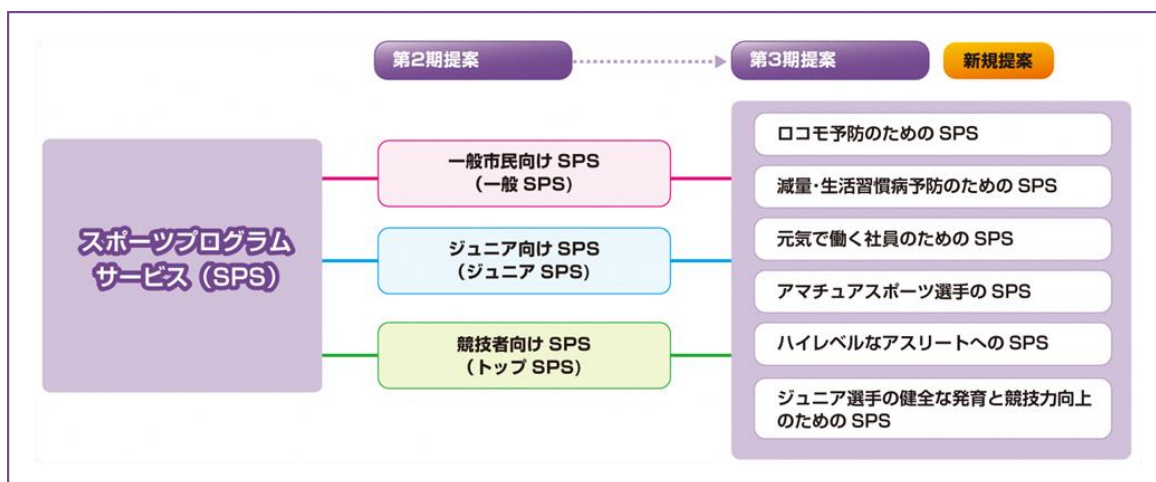 第2期提案
第3期提案
新規提案
スポーツプログラム
サービス（SPS）
一般市民向け SPS
（一般 SPS）
ジュニア向け SPS
（ジュニア SPS）
競技者向け SPS
（トップ SPS）
ロコモ予防のための SPS
減量・生活習慣病予防のための SPS
元気で働く社員のための SPS
アマチュアスポーツ選手の SPS
ハイレベルなアスリートへの SPS
ジュニア選手の健全な発育と競技力向上
のための SPS